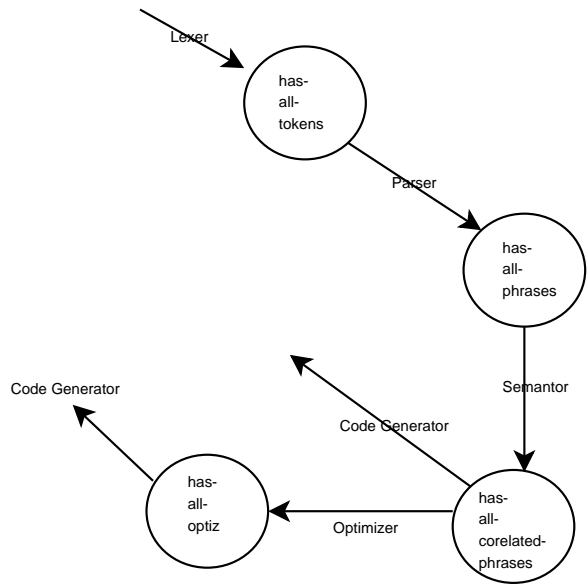 Lexer
has-
all-
tokens
Parser
has-
all-
phrases
Semantor
Code Generator
Code Generator
has-
all-
optiz
Optimizer
has-
all-
corelated-
phrases